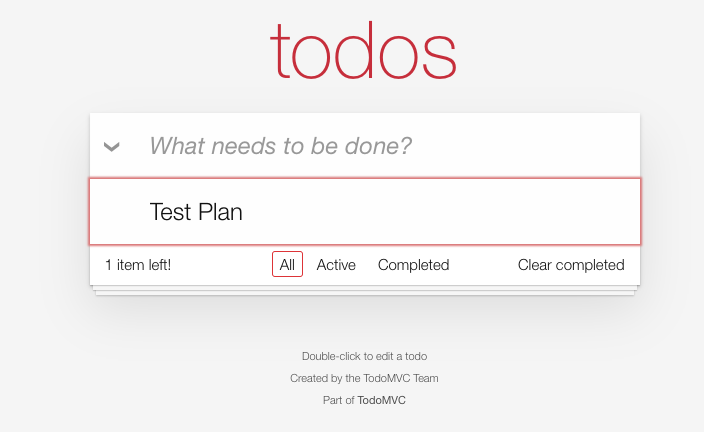 todos
What needs to be done?
Test Plan
1 item left!
All
Active
Completed
Clear completed
Double-click to edit a todo
Created by the TodoMVC Team
Part of TodoMVC